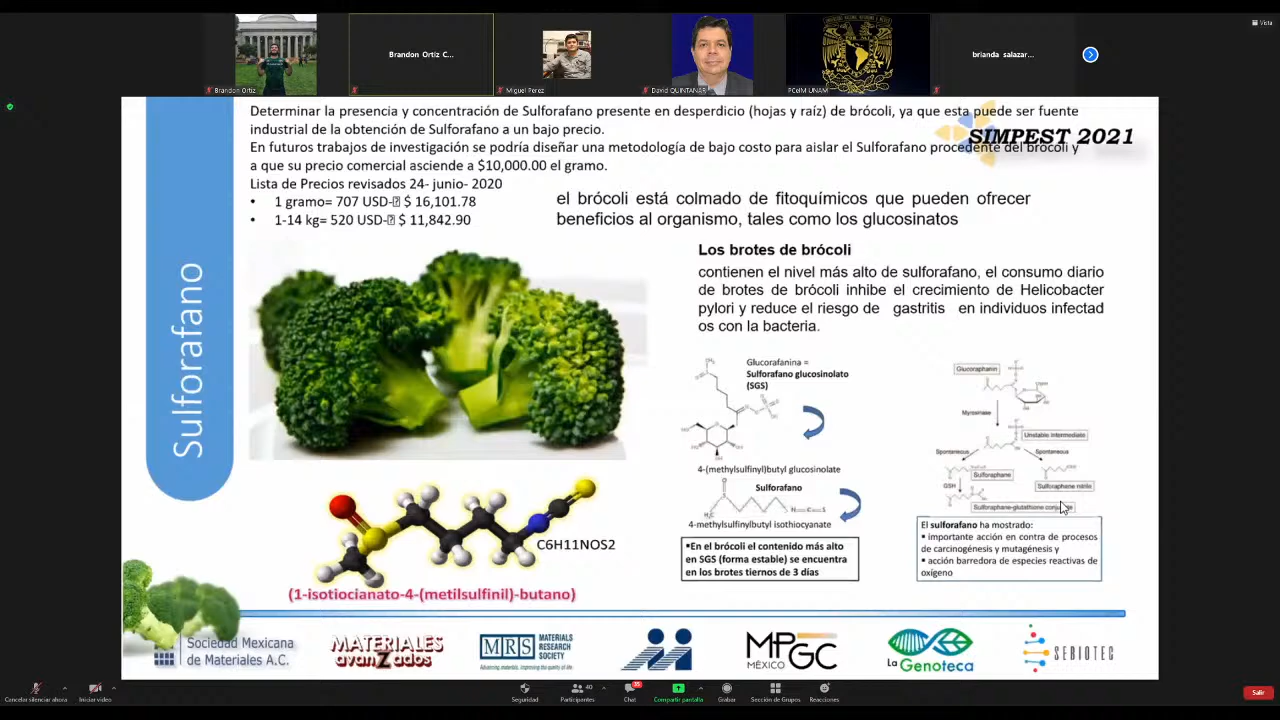 Vista
Brandon Ortiz
Brandon Ortiz C...
Miguel Perez
David QUINTANAR
PCeIM UNAM
brianda salazar...
Sulforafano
Determinar la presencia y concentración de Sulforafano presente en desperdicio (hojas y raíz) de brócoli, ya que esta puede ser fuente
industrial de la obtención de Sulforafano a un bajo precio.
En futuros trabajos de investigación se podría diseñar una metodología de bajo costo para aislar el Sulforafano procedente del brócoli y
a que su precio comercial asciende a $10,000.00 el gramo.
Lista de Precios revisados 24- junio- 2020
• 1 gramo= 707 USD- $ 16,101.78
• 1-14 kg= 520 USD- $ 11,842.90
SIMPEST 2021
el brócoli está colmado de fitoquímicos que pueden ofrecer
beneficios al organismo, tales como los glucosinatos
Los brotes de brócoli
contienen el nivel más alto de sulforafano, el consumo diario
de brotes de brócoli inhibe el crecimiento de Helicobacter
pylori y reduce el riesgo de gastritis en individuos infectad
os con la bacteria.
Glucorafanina =
Sulforafano glucosinolato
(SGS)
4-(methylsulfinyl)butyl glucosinolate
Sulforafano
H₃C
N=C=S
4-methylsulfinylbutyl isothiocyanate
▪En el brócoli el contenido más alto
en SGS (forma estable) se encuentra
en los brotes tiernos de 3 días
Glucoraphanin
Myrosinase
Unstable intermediate
Spontaneous
Spontaneous
Sulforaphane
Sulforaphane nitrile
GSH
Sulforaphane-glutathione
El sulforafano ha mostrado:
▪ importante acción en contra de procesos
de carcinogénesis y mutagénesis y
▪ acción barredora de especies reactivas de
oxígeno
C6H11NOS2
(1-isotiocianato-4-(metilsulfinil)-butano)
Sociedad Mexicana
de Materiales A.C.
MATERIALES
avanZados
MRS
MATERIALS
RESEARCH
SOCIETY
Advancing materials. Improving the quality of life.
MPGC
MÉXICO
La
Genoteca
SERIOTEC
Cancelar silenciar ahora
Iniciar video
Seguridad
Participantes
40
Chat
35
Compartir pantalla
Grabar
Sección de Grupos
Reacciones
Salir